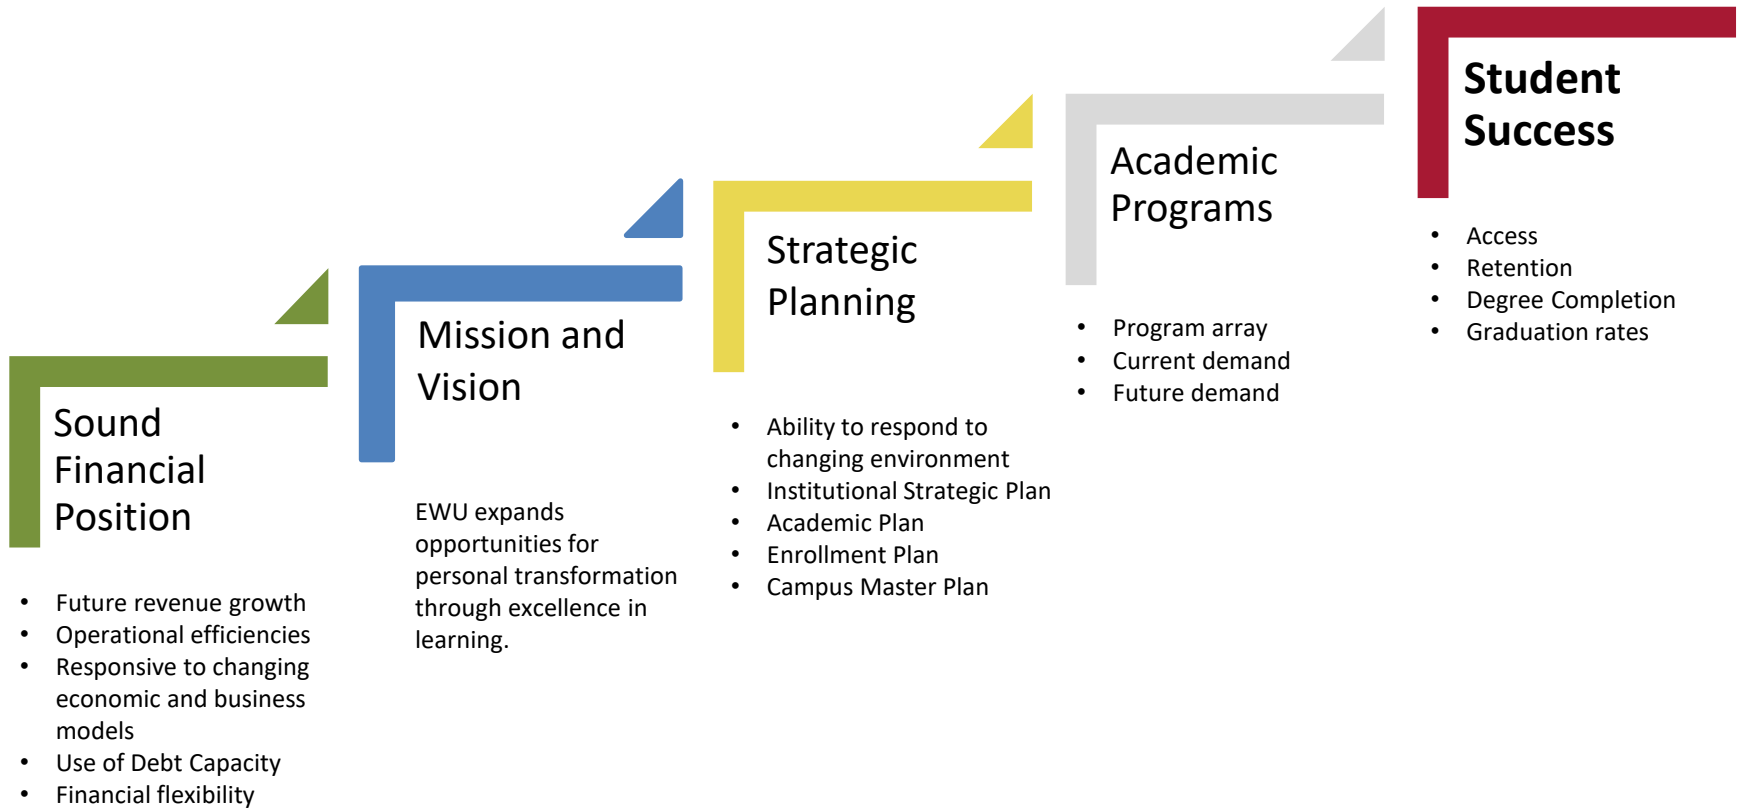 Sound
Financial
Position
• Future revenue growth
• Operational efficiencies
• Responsive to changing
economic and business
models
• Use of Debt Capacity
• Financial flexibility
Mission and
Vision
EWU expands
opportunities for
personal transformation
through excellence in
learning.
Strategic
Planning
• Ability to respond to
changing environment
• Institutional Strategic Plan
• Academic Plan
• Enrollment Plan
• Campus Master Plan
Academic
Programs
• Program array
• Current demand
• Future demand
Student
Success
• Access
• Retention
• Degree Completion
• Graduation rates